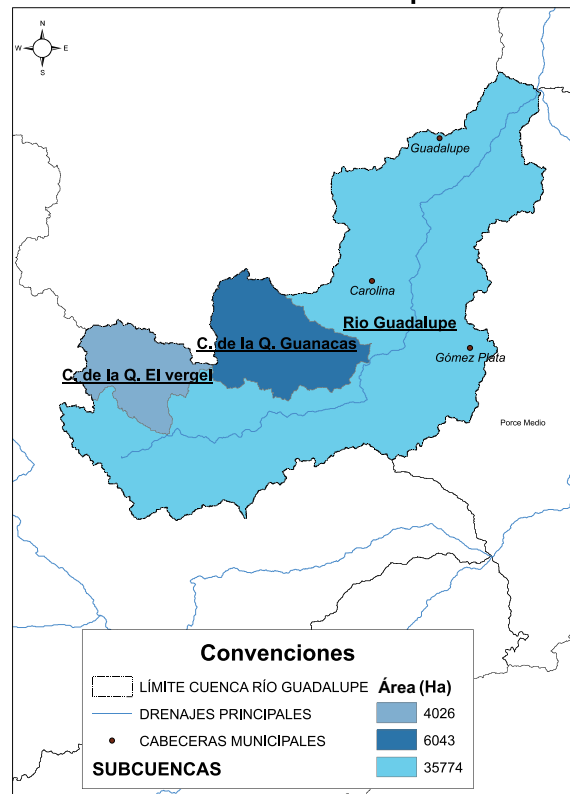 N
W E
S
Guadalupe
Carolina
Rio Guadalupe
C. de la Q. Guanacas
Gómez Plata
C. de la Q. El vergel
Porce Medio
Convenciones
LÍMITE CUENCA RÍO GUADALUPE
Área (Ha)
DRENAJES PRINCIPALES
4026
CABECERAS MUNICIPALES
6043
SUBCUENCAS
35774